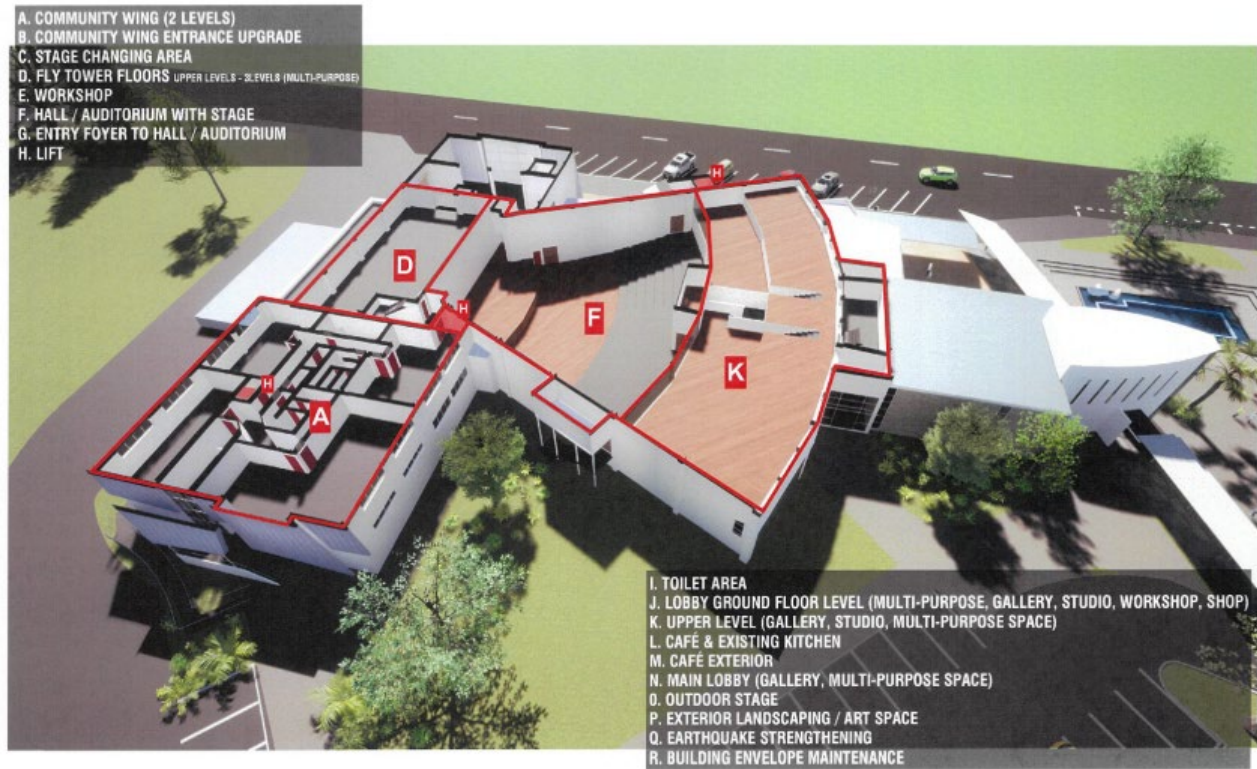 A. COMMUNITY WING (2 LEVELS)
B. COMMUNITY WING ENTRANCE UPGRADE
C. STAGE CHANGING AREA
D. FLY TOWER FLOORS UPPER LEVELS - 3LEVELS (MULTI-PURPOSE)
E. WORKSHOP
F. HALL / AUDITORIUM WITH STAGE
G. ENTRY FOYER TO HALL / AUDITORIUM
H. LIFT
H
D
H
F
K
H
A
I. TOILET AREA
J. LOBBY GROUND FLOOR LEVEL (MULTI-PURPOSE, GALLERY, STUDIO, WORKSHOP, SHOP)
K. UPPER LEVEL (GALLERY, STUDIO, MULTI-PURPOSE SPACE)
L. CAFÉ & EXISTING KITCHEN
M. CAFÉ EXTERIOR
N. MAIN LOBBY (GALLERY, MULTI-PURPOSE SPACE)
O. OUTDOOR STAGE
P. EXTERIOR LANDSCAPING / ART SPACE
Q. EARTHQUAKE STRENGTHENING
R. BUILDING ENVELOPE MAINTENANCE